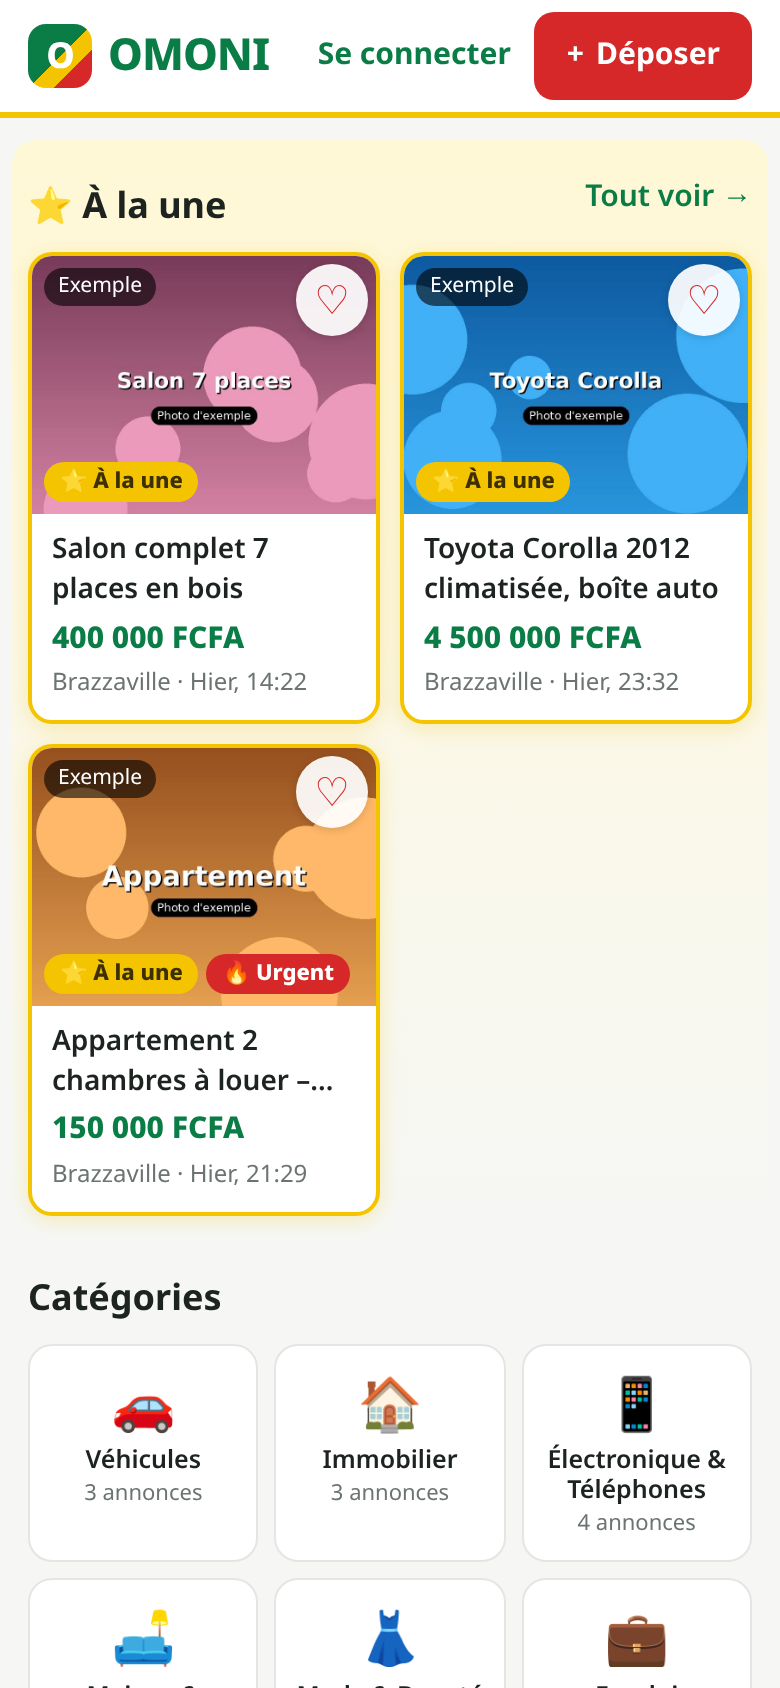 O OMONI
Se connecter
+ Déposer
⭐ À la une
Tout voir →
Exemple
Salon 7 places
Photo d'exemple
⭐ À la une
Salon complet 7
places en bois
400 000 FCFA
Brazzaville · Hier, 14:22
Exemple
Toyota Corolla
Photo d'exemple
⭐ À la une
Toyota Corolla 2012
climatisée, boîte auto
4 500 000 FCFA
Brazzaville · Hier, 23:32
Exemple
Appartement
Photo d'exemple
⭐ À la une
🔥 Urgent
Appartement 2
chambres à louer –...
150 000 FCFA
Brazzaville · Hier, 21:29
Catégories
Véhicules
3 annonces
Immobilier
3 annonces
Électronique &
Téléphones
4 annonces